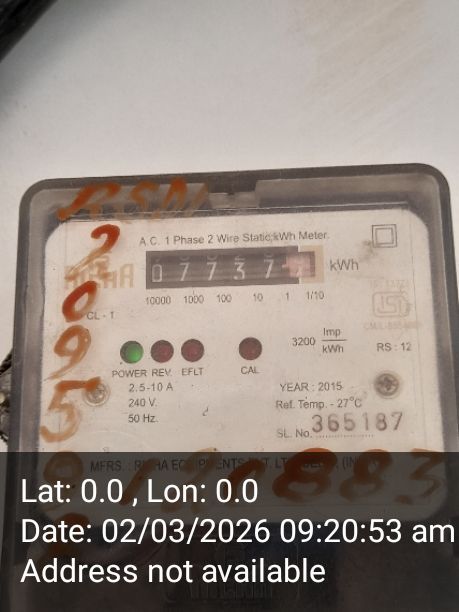 A.C. 1 Phase 2 Wire Static kWh Meter.
0 7 7 3 7 kWh
10000 1000 100 10 1 1/10
CL - 1
3200 Imp/kWh
RS : 12
POWER REV. EFLT CAL
2.5-10 A
240 V.
50 Hz.
YEAR : 2015
Ref. Temp. - 27°C
SL. No. 365187
2
0
9
5
Lat: 0.0 , Lon: 0.0
Date: 02/03/2026 09:20:53 am
Address not available